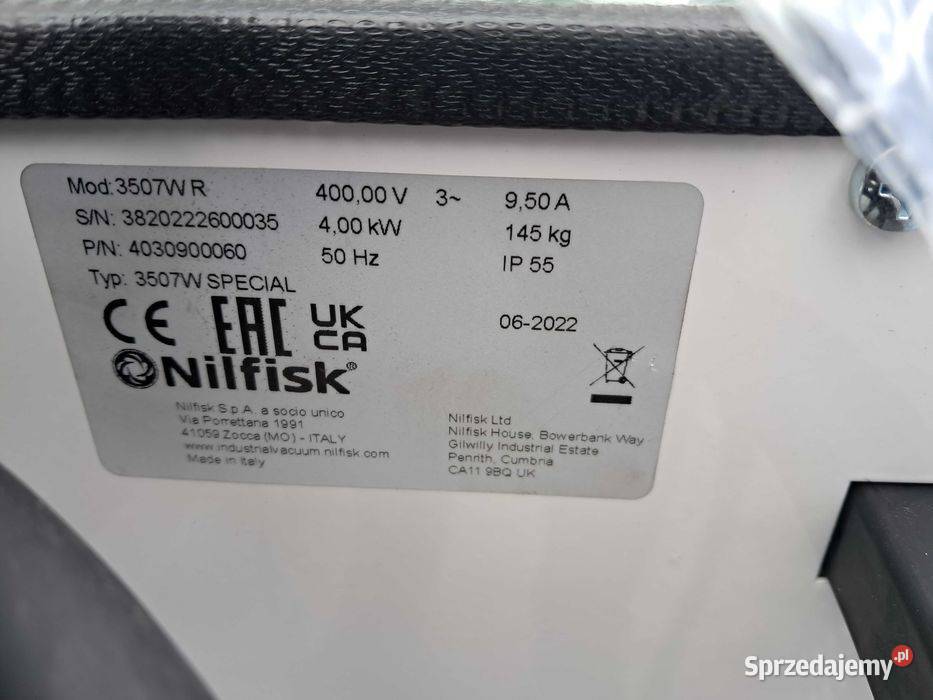 Mod: 3507W R 400,00 V 3~ 9,50 A
S/N: 3820222600035 4,00 kW 145 kg
P/N: 4030900060 50 Hz IP 55
Typ: 3507W SPECIAL
CE EAC UK CA 06-2022
Nilfisk®
Nilfisk S.p.A. a socio unico
Via Porrettana 1991
41059 Zocca (MO) - ITALY
www.industrialvacuum.nilfisk.com
Made in Italy
Nilfisk Ltd
Nilfisk House, Bowerbank Way
Gilwilly Industrial Estate
Penrith, Cumbria
CA11 9BQ UK
Sprzedajemy.pl